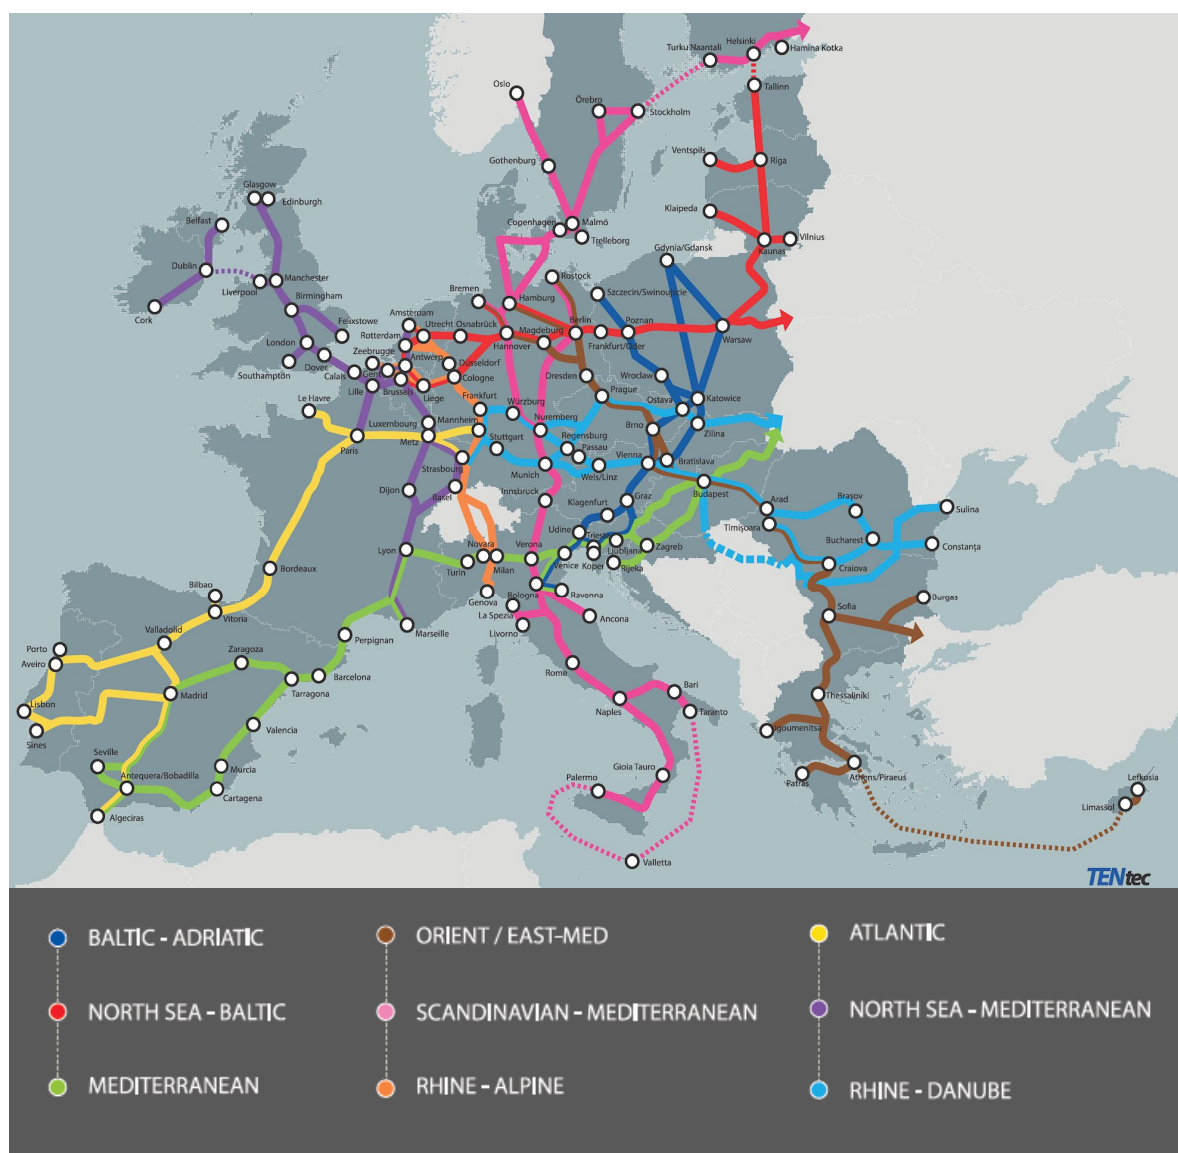 Helsinki
Turku Naantali
Hamina Kotka
Oslo
Tallinn
Örebro
Stockholm
Ventspils
Riga
Gothenburg
Glasgow
Edinburgh
Klaipeda
Belfast
Copenhagen
Malmö
Trelleborg
Vilnius
Gdynia/Gdansk
Kaunas
Dublin
Manchester
Rostock
Liverpool
Bremen
Szczecin/Swinoujscie
Birmingham
Hamburg
Cork
Felixstowe
Amsterdam
Utrecht
Osnabrück
Magdeburg
Berlin
Poznan
Rotterdam
Warsaw
London
Hannover
Frankfurt/Oder
Zeebrugge
Antwerp
Düsseldorf
Dover
Southampton
Calais
Gent
Cologne
Dresden
Wroclaw
Lille
Brussels
Liege
Prague
Le Havre
Frankfurt
Würzburg
Ostava
Katowice
Luxembourg
Mannheim
Nuremberg
Brno
Zilina
Paris
Metz
Stuttgart
Regensburg
Passau
Strasbourg
Munich
Wels/Linz
Vienna
Bratislava
Dijon
Basel
Innsbruck
Klagenfurt
Graz
Budapest
Arad
Braşov
Sulina
Timişoara
Udine
Trieste
Lyon
Novara
Verona
Ljubljana
Zagreb
Bucharest
Constanţa
Turin
Milan
Venice
Koper
Rijeka
Craiova
Bordeaux
Bilbao
Genova
Bologna
Ravenna
Burgas
Vitoria
La Spezia
Ancona
Sofia
Valladolid
Perpignan
Marseille
Livorno
Porto
Aveiro
Zaragoza
Rome
Barcelona
Tarragona
Madrid
Bari
Thessaloniki
Lisbon
Naples
Taranto
Valencia
Igoumenitsa
Sines
Seville
Murcia
Gioia Tauro
Antequera/Bobadilla
Palermo
Patras
Athens/Piraeus
Lefkosia
Cartagena
Limassol
Algeciras
Valletta
TENtec
BALTIC - ADRIATIC
ORIENT / EAST-MED
ATLANTIC
NORTH SEA - BALTIC
SCANDINAVIAN - MEDITERRANEAN
NORTH SEA - MEDITERRANEAN
MEDITERRANEAN
RHINE - ALPINE
RHINE - DANUBE